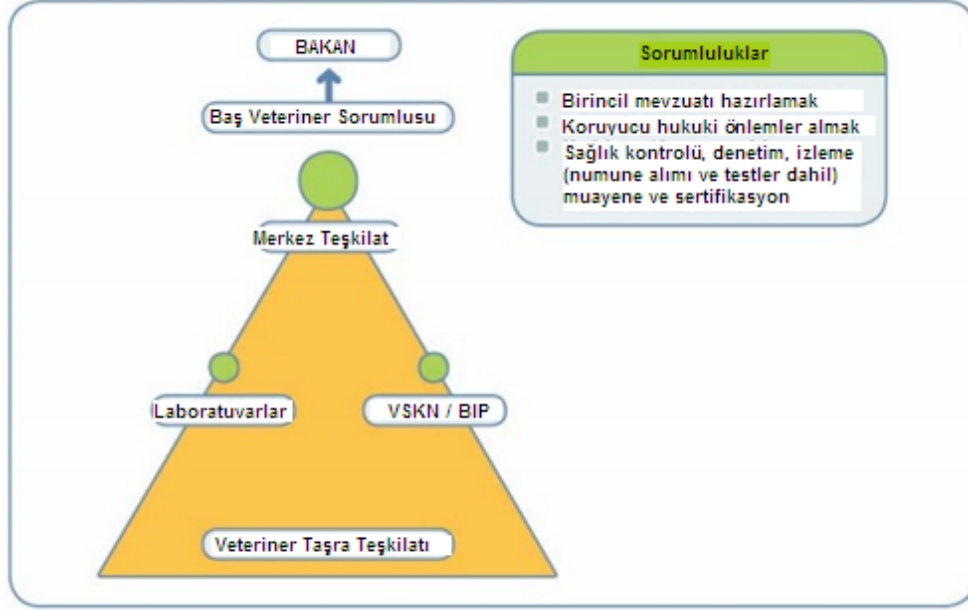 BAKAN
Baş Veteriner Sorumlusu
Merkez Teşkilat
Laboratuvarlar
VSKN / BIP
Veteriner Taşra Teşkilatı
Sorumluluklar
Birincil mevzuatı hazırlamak
Koruyucu hukuki önlemler almak
Sağlık kontrolü, denetim, izleme
(numune alımı ve testler dahil)
muayene ve sertifikasyon